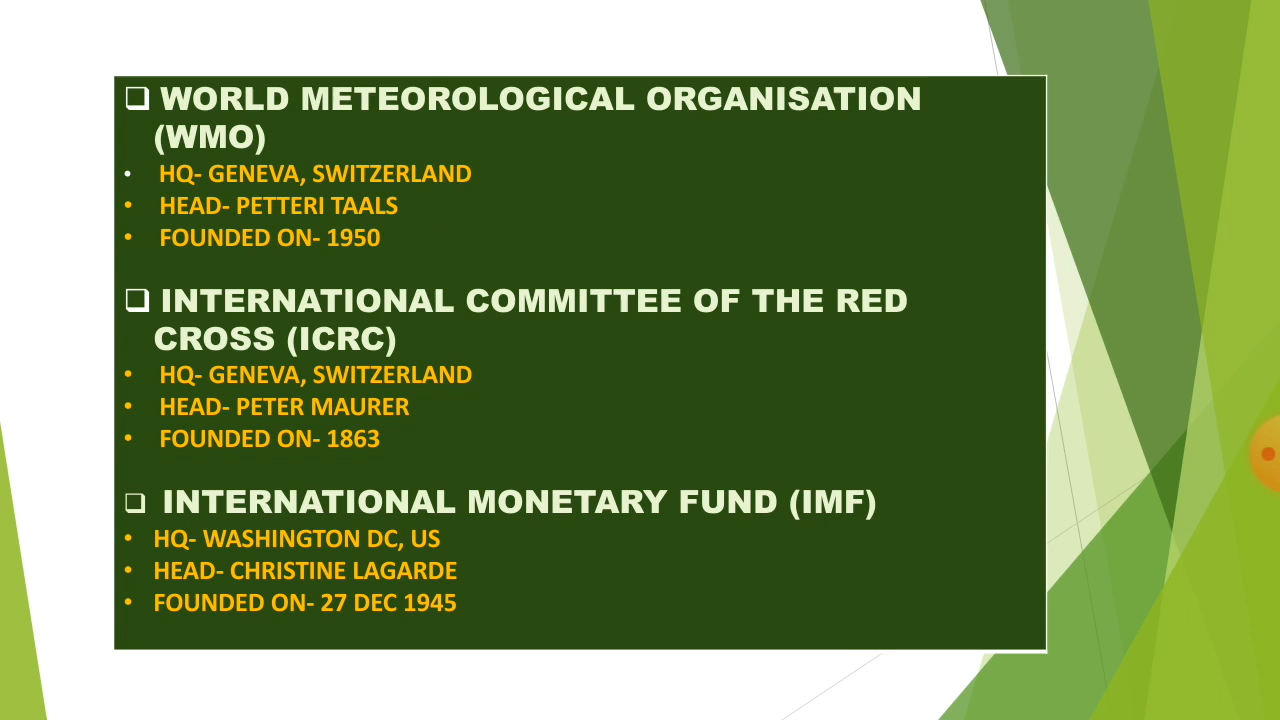 ❑ WORLD METEOROLOGICAL ORGANISATION
(WMO)
• HQ- GENEVA, SWITZERLAND
• HEAD- PETTERI TAALS
• FOUNDED ON- 1950
❑ INTERNATIONAL COMMITTEE OF THE RED
CROSS (ICRC)
• HQ- GENEVA, SWITZERLAND
• HEAD- PETER MAURER
• FOUNDED ON- 1863
❑ INTERNATIONAL MONETARY FUND (IMF)
• HQ- WASHINGTON DC, US
• HEAD- CHRISTINE LAGARDE
• FOUNDED ON- 27 DEC 1945